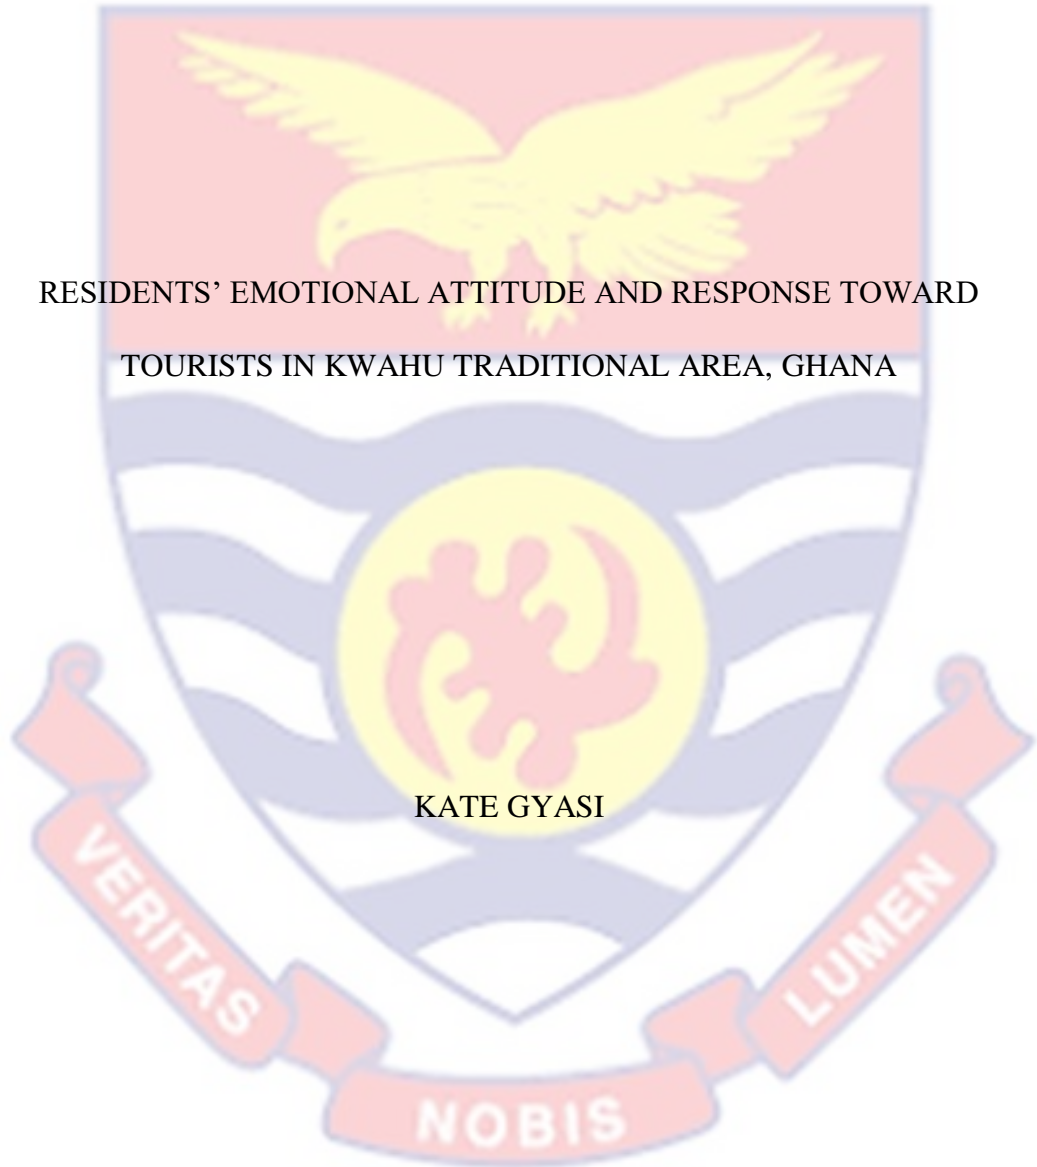 RESIDENTS’ EMOTIONAL ATTITUDE AND RESPONSE TOWARD
TOURISTS IN KWAHU TRADITIONAL AREA, GHANA
KATE GYASI
VERITAS
NOBIS
LUMEN